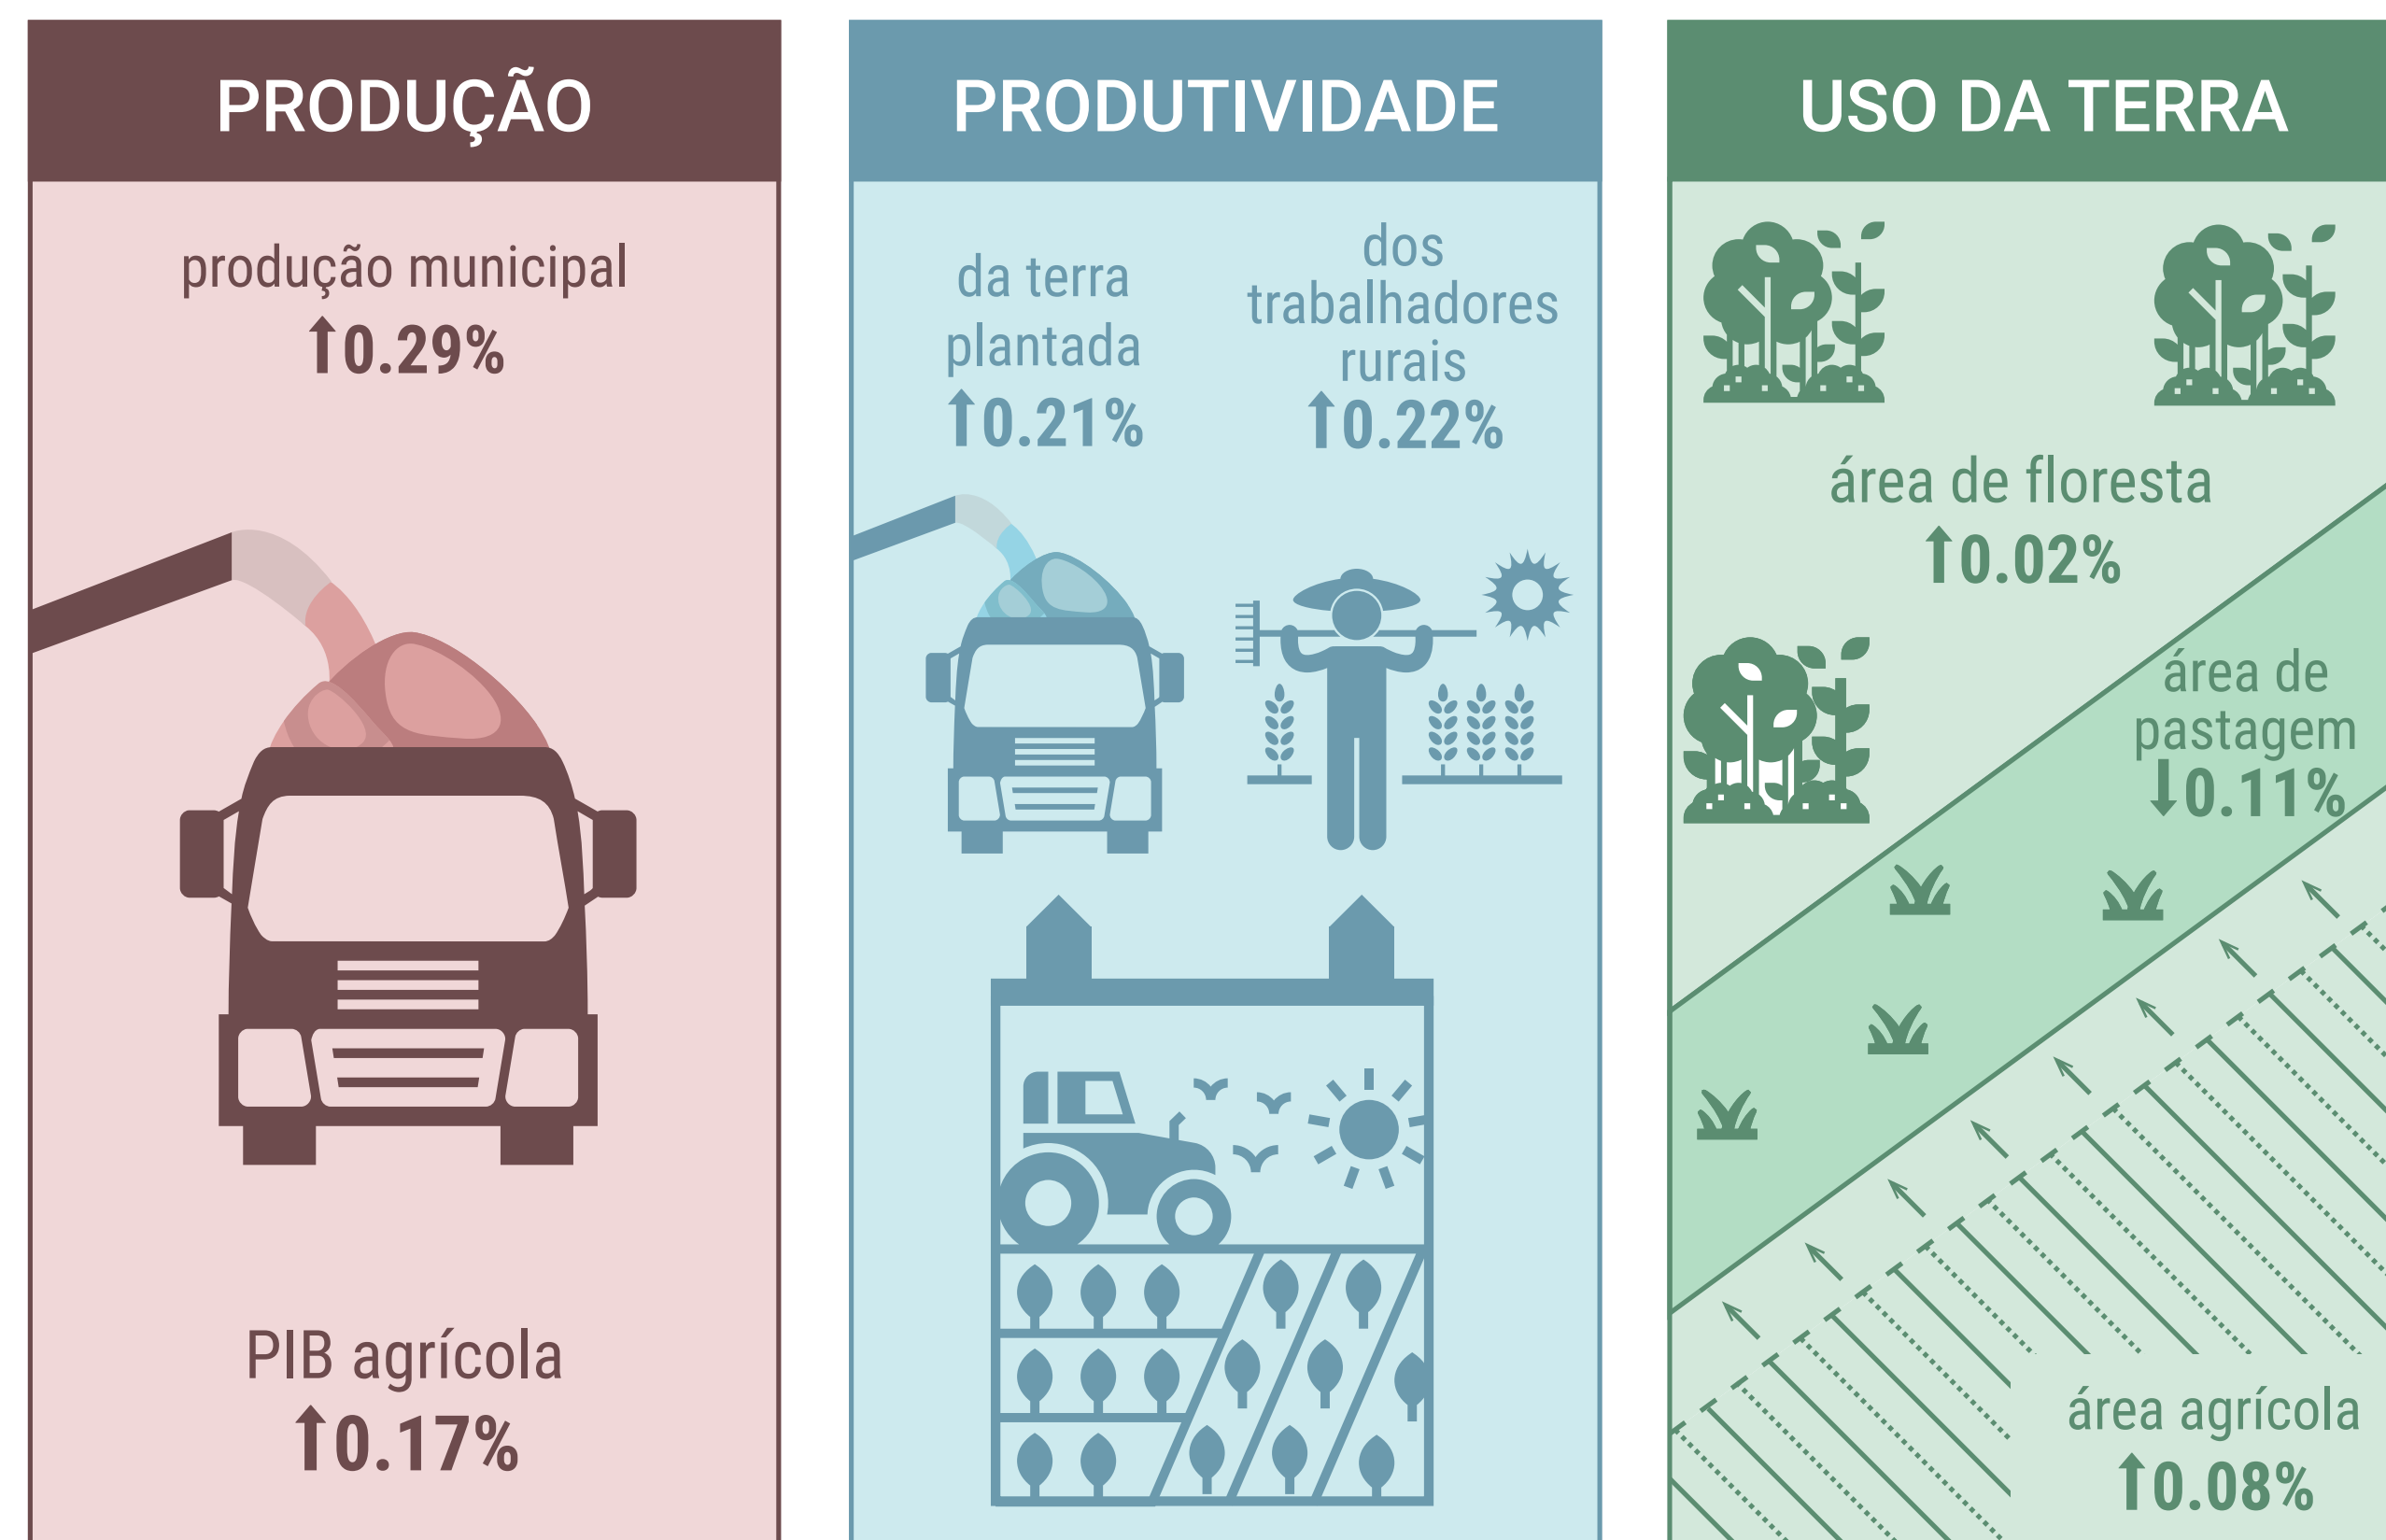 PRODUÇÃO
produção municipal
↑0.29%
PIB agrícola
↑0.17%
PRODUTIVIDADE
da terra
plantada
↑0.21%
dos
trabalhadores
rurais
↑0.22%
USO DA TERRA
área de floresta
↑0.02%
área de
pastagem
↓0.11%
área agrícola
↑0.08%